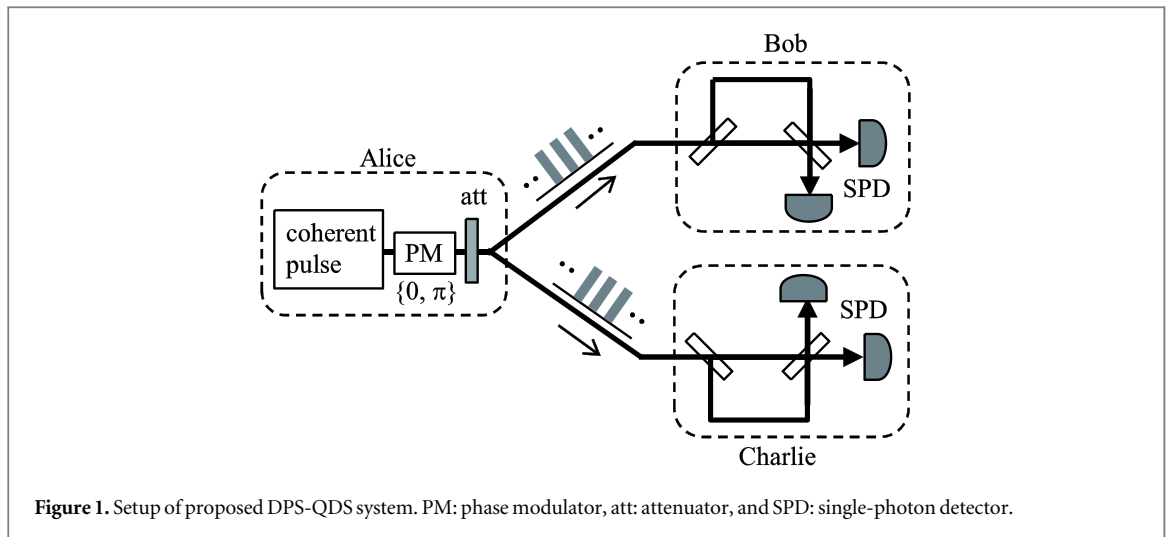 Bob
Alice
att
SPD
coherent
pulse
PM
{0, π}
SPD
Charlie
Figure 1. Setup of proposed DPS-QDS system. PM: phase modulator, att: attenuator, and SPD: single-photon detector.